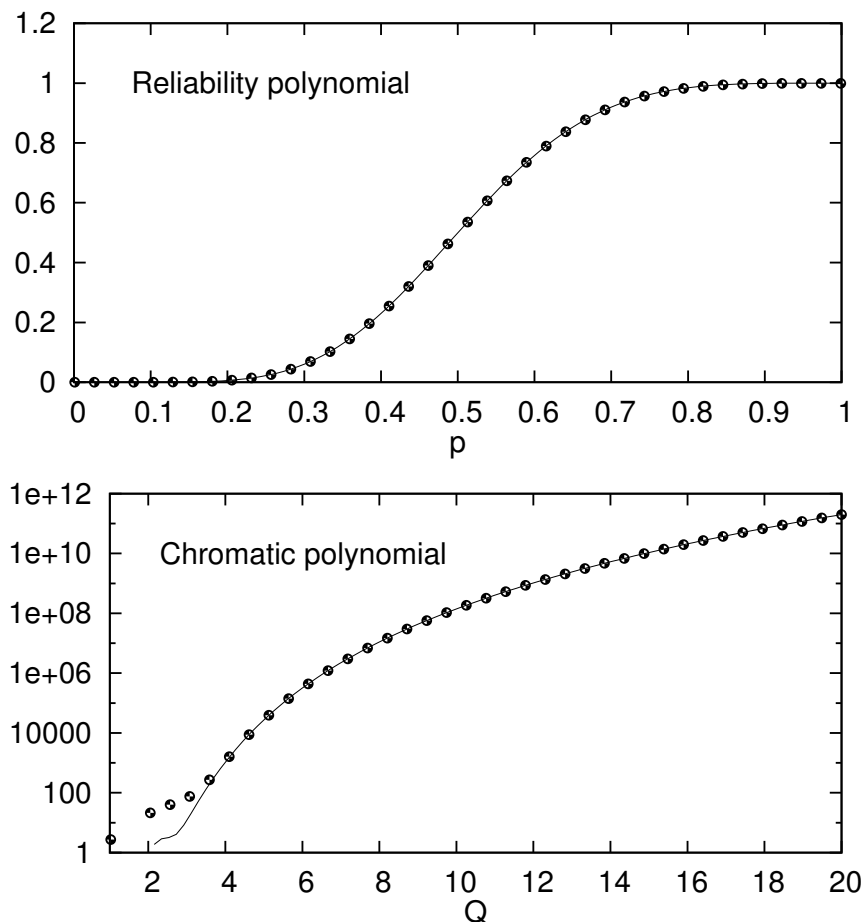 1.2
1
0.8
0.6
0.4
0.2
0
Reliability polynomial
0 0.1 0.2 0.3 0.4 0.5 0.6 0.7 0.8 0.9 1
p
1e+12
1e+10
1e+08
1e+06
10000
100
1
Chromatic polynomial
2 4 6 8 10 12 14 16 18 20
Q